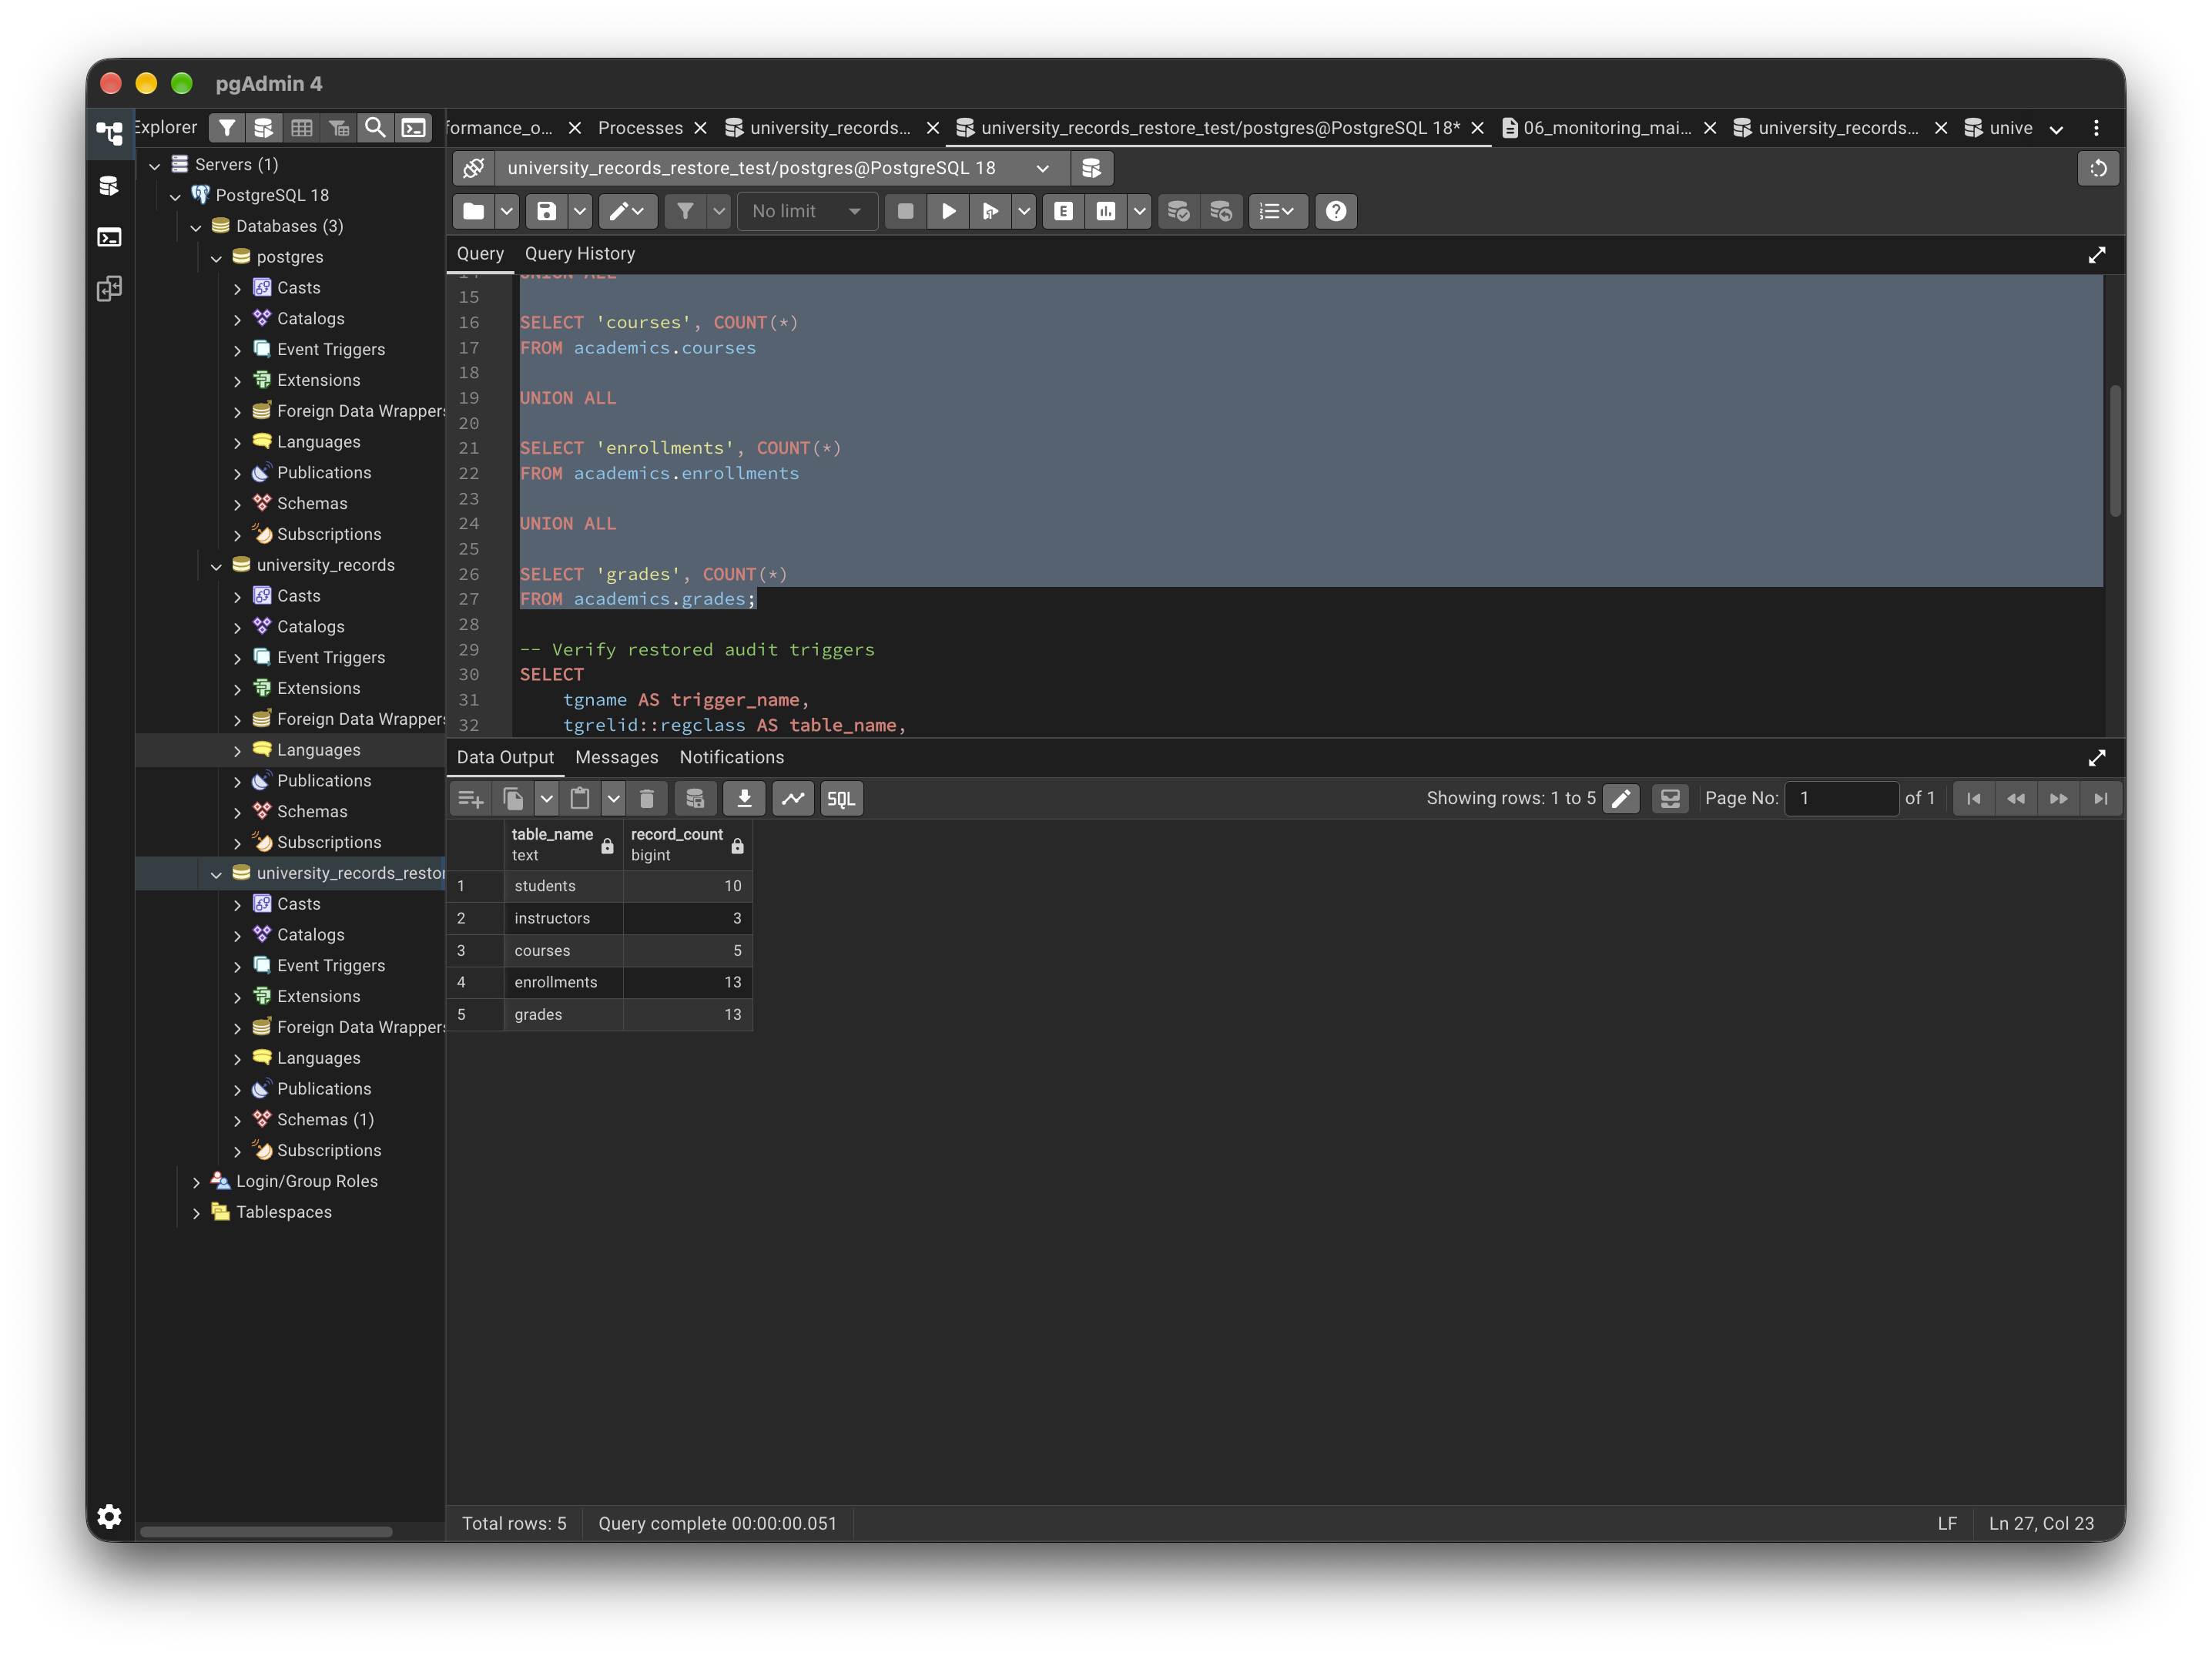 pgAdmin 4
Explorer
formance_o...
Processes
university_records...
university_records_restore_test/postgres@PostgreSQL 18*
06_monitoring_mai...
university_records...
unive
Servers (1)
PostgreSQL 18
Databases (3)
postgres
Casts
Catalogs
Event Triggers
Extensions
Foreign Data Wrappers
Languages
Publications
Schemas
Subscriptions
university_records
Casts
Catalogs
Event Triggers
Extensions
Foreign Data Wrappers
Languages
Publications
Schemas
Subscriptions
university_records_restor
Casts
Catalogs
Event Triggers
Extensions
Foreign Data Wrappers
Languages
Publications
Schemas (1)
Subscriptions
Login/Group Roles
Tablespaces
university_records_restore_test/postgres@PostgreSQL 18
No limit
E
Query
Query History
14 UNION ALL
15
16 SELECT 'courses', COUNT(*)
17 FROM academics.courses
18
19 UNION ALL
20
21 SELECT 'enrollments', COUNT(*)
22 FROM academics.enrollments
23
24 UNION ALL
25
26 SELECT 'grades', COUNT(*)
27 FROM academics.grades;
28
29 -- Verify restored audit triggers
30 SELECT
31 tgname AS trigger_name,
32 tgrelid::regclass AS table_name,
Data Output
Messages
Notifications
SQL
Showing rows: 1 to 5
Page No: 1 of 1
table_name text
record_count bigint
1 students 10
2 instructors 3
3 courses 5
4 enrollments 13
5 grades 13
Total rows: 5
Query complete 00:00:00.051
LF
Ln 27, Col 23